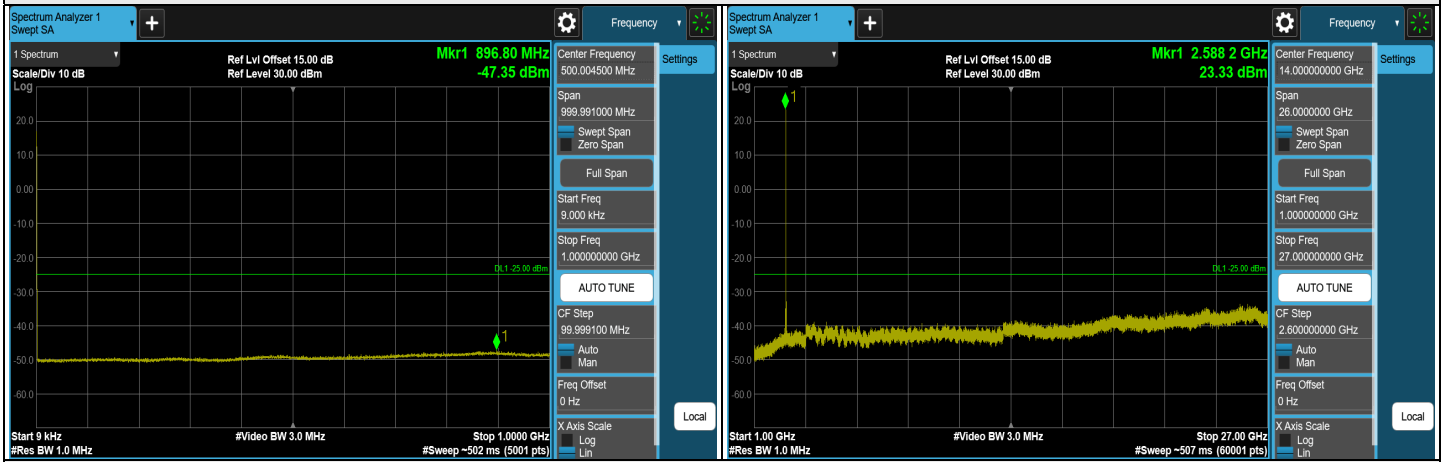 Spectrum Analyzer 1
Swept SA
+
Frequency
1 Spectrum
Scale/Div 10 dB
Log
Ref Lvl Offset 15.00 dB
Ref Level 30.00 dBm
Mkr1 896.80 MHz
-47.35 dBm
20.0
10.0
0.00
-10.0
-20.0
-30.0
-40.0
-50.0
-60.0
DL1 -25.00 dBm
1
Start 9 kHz
#Res BW 1.0 MHz
#Video BW 3.0 MHz
Stop 1.0000 GHz
#Sweep ~502 ms (5001 pts)
Center Frequency
500.004500 MHz
Settings
Span
999.991000 MHz
Swept Span
Zero Span
Full Span
Start Freq
9.000 kHz
Stop Freq
1.000000000 GHz
AUTO TUNE
CF Step
99.999100 MHz
Auto
Man
Freq Offset
0 Hz
X Axis Scale
Log
Lin
Local
Spectrum Analyzer 1
Swept SA
+
Frequency
1 Spectrum
Scale/Div 10 dB
Log
Ref Lvl Offset 15.00 dB
Ref Level 30.00 dBm
Mkr1 2.588 2 GHz
23.33 dBm
1
20.0
10.0
0.00
-10.0
-20.0
-30.0
-40.0
-50.0
-60.0
DL1 -25.00 dBm
Start 1.00 GHz
#Res BW 1.0 MHz
#Video BW 3.0 MHz
Stop 27.00 GHz
#Sweep ~507 ms (60001 pts)
Center Frequency
14.000000000 GHz
Settings
Span
26.0000000 GHz
Swept Span
Zero Span
Full Span
Start Freq
1.000000000 GHz
Stop Freq
27.000000000 GHz
AUTO TUNE
CF Step
2.600000000 GHz
Auto
Man
Freq Offset
0 Hz
X Axis Scale
Log
Lin
Local